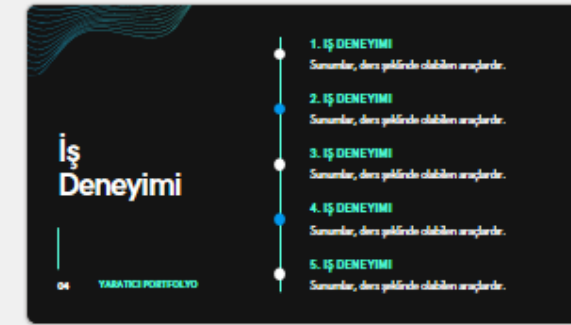 İş
Deneyimi
04 YARATICI PORTFOLYO
1. IŞ DENEYIMI
Sunumlar, ders şeklinde olabilen araçlardır.
2. IŞ DENEYIMI
Sunumlar, ders şeklinde olabilen araçlardır.
3. IŞ DENEYIMI
Sunumlar, ders şeklinde olabilen araçlardır.
4. IŞ DENEYIMI
Sunumlar, ders şeklinde olabilen araçlardır.
5. IŞ DENEYIMI
Sunumlar, ders şeklinde olabilen araçlardır.